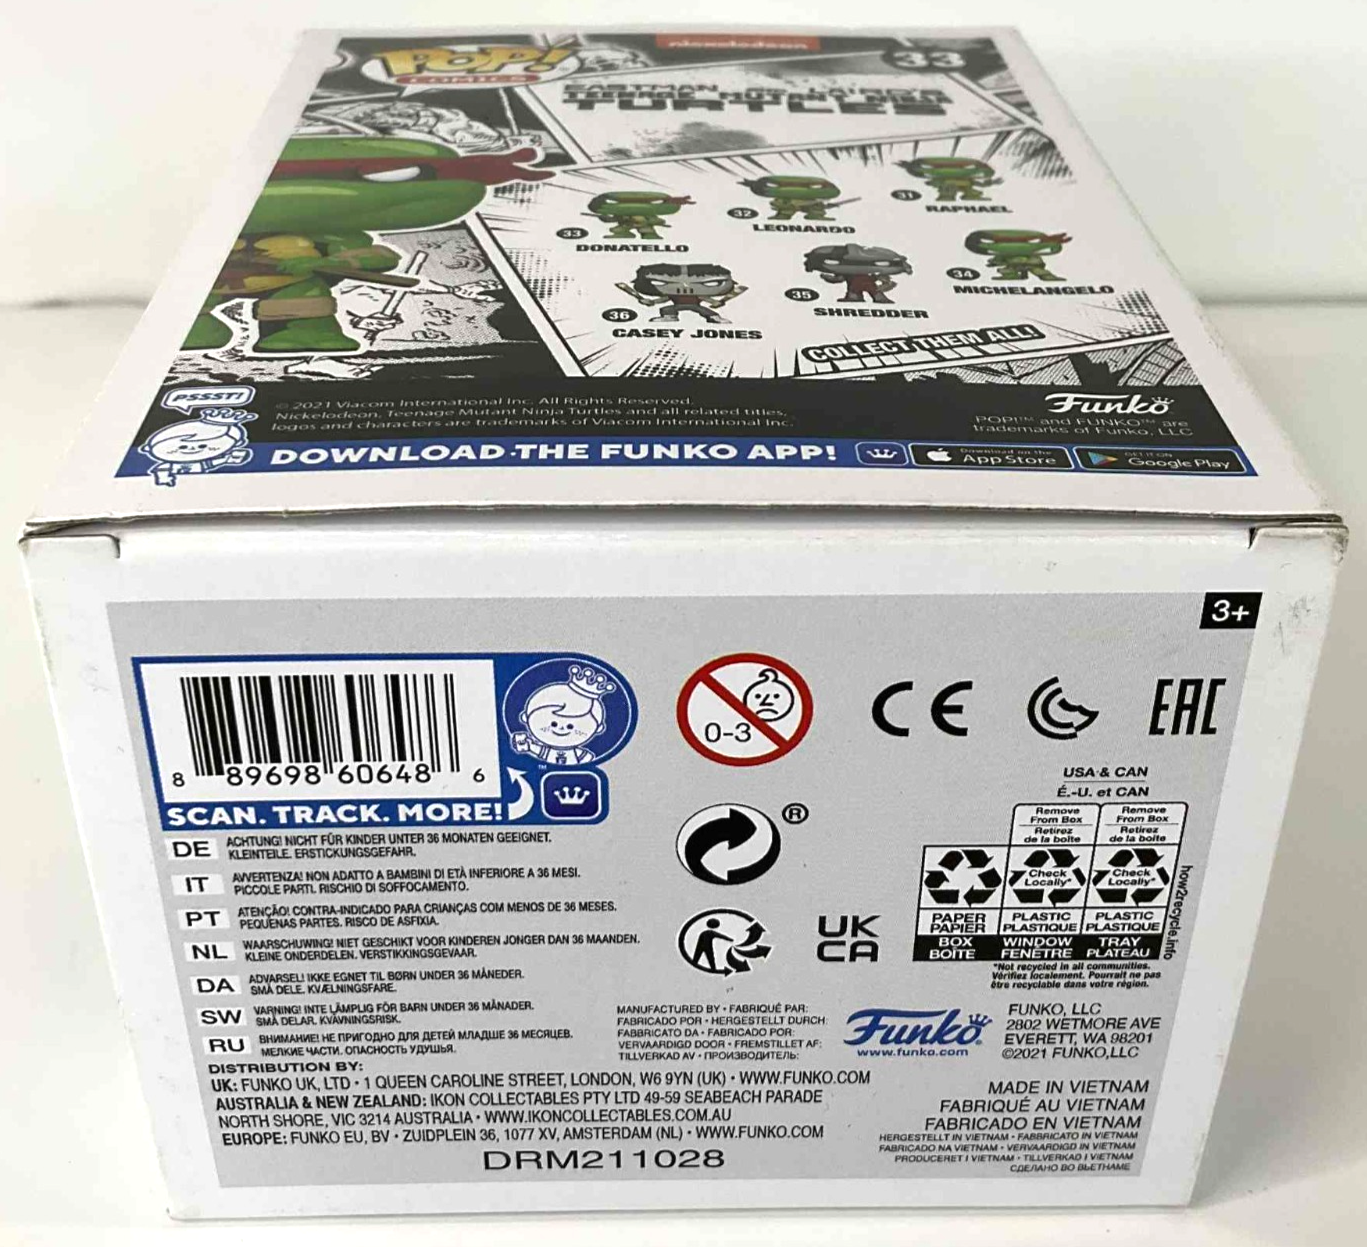 POP!
COMICS
nickelodeon
33
EASTMAN AND LAIRD'S
TEENAGE MUTANT NINJA
TURTLES
33
DONATELLO
32
LEONARDO
31
RAPHAEL
36
CASEY JONES
35
SHREDDER
34
MICHELANGELO
COLLECT THEM ALL!
PSSST!
© 2021 Viacom International Inc. All Rights Reserved.
Nickelodeon, Teenage Mutant Ninja Turtles and all related titles,
logos and characters are trademarks of Viacom International Inc.
Funko
POP!™ and FUNKO™ are
trademarks of Funko, LLC
DOWNLOAD THE FUNKO APP!
Download on the
App Store
GET IT ON
Google Play
3+
8 89698 60648 6
SCAN. TRACK. MORE!
™
0-3
CE
EAC
®
UK
CA
USA & CAN
É.-U. et CAN
Remove
From Box
Retirez
de la boîte
Remove
From Box
Retirez
de la boîte
Check
Locally*
Check
Locally*
PAPER
PAPIER
PLASTIC
PLASTIQUE
PLASTIC
PLASTIQUE
BOX
BOÎTE
WINDOW
FENÊTRE
TRAY
PLATEAU
how2recycle.info
*Not recycled in all communities.
Vérifiez localement. Pourrait ne pas
être recyclable dans votre région.
DE ACHTUNG! NICHT FÜR KINDER UNTER 36 MONATEN GEEIGNET.
KLEINTEILE. ERSTICKUNGSGEFAHR.
IT AVVERTENZA! NON ADATTO A BAMBINI DI ETÀ INFERIORE A 36 MESI.
PICCOLE PARTI. RISCHIO DI SOFFOCAMENTO.
PT ATENÇÃO! CONTRA-INDICADO PARA CRIANÇAS COM MENOS DE 36 MESES.
PEQUENAS PARTES. RISCO DE ASFIXIA.
NL WAARSCHUWING! NIET GESCHIKT VOOR KINDEREN JONGER DAN 36 MAANDEN.
KLEINE ONDERDELEN. VERSTIKKINGSGEVAAR.
DA ADVARSEL! IKKE EGNET TIL BØRN UNDER 36 MÅNEDER.
SMÅ DELE. KVÆLNINGSFARE.
SW VARNING! INTE LÄMPLIG FÖR BARN UNDER 36 MÅNADER.
SMÅ DELAR. KVÄVNINGSRISK.
RU ВНИМАНИЕ! НЕ ПРИГОДНО ДЛЯ ДЕТЕЙ МЛАДШЕ 36 МЕСЯЦЕВ.
МЕЛКИЕ ЧАСТИ. ОПАСНОСТЬ УДУШЬЯ.
MANUFACTURED BY • FABRIQUÉ PAR:
FABRICADO POR • HERGESTELLT DURCH:
FABBRICATO DA • FABRICADO POR:
VERVAARDIGD DOOR • FREMSTILLET AF:
TILLVERKAD AV • ПРОИЗВОДИТЕЛЬ:
Funko
www.funko.com
FUNKO, LLC
2802 WETMORE AVE
EVERETT, WA 98201
©2021 FUNKO,LLC
DISTRIBUTION BY:
UK: FUNKO UK, LTD • 1 QUEEN CAROLINE STREET, LONDON, W6 9YN (UK) • WWW.FUNKO.COM
AUSTRALIA & NEW ZEALAND: IKON COLLECTABLES PTY LTD 49-59 SEABEACH PARADE
NORTH SHORE, VIC 3214 AUSTRALIA • WWW.IKONCOLLECTABLES.COM.AU
EUROPE: FUNKO EU, BV • ZUIDPLEIN 36, 1077 XV, AMSTERDAM (NL) • WWW.FUNKO.COM
DRM211028
MADE IN VIETNAM
FABRIQUÉ AU VIETNAM
FABRICADO EN VIETNAM
HERGESTELLT IN VIETNAM • FABBRICATO IN VIETNAM
FABRICADO NA VIETNAM • VERVAARDIGD IN VIETNAM
PRODUCERET I VIETNAM • TILLVERKAD I VIETNAM
СДЕЛАНО ВО ВЬЕТНАМЕ